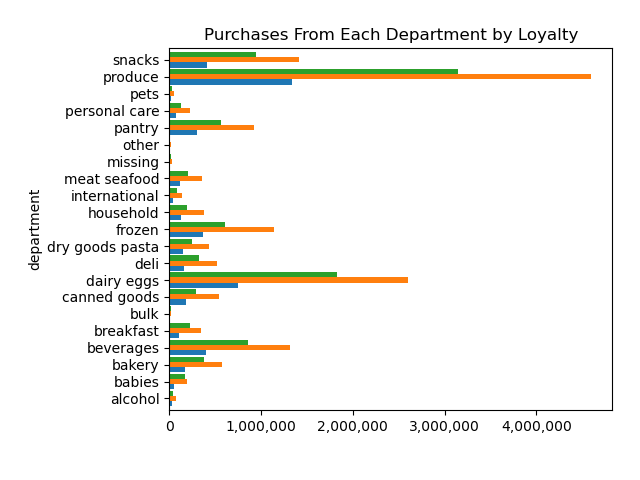 Purchases From Each Department by Loyalty
snacks
produce
pets
personal care
pantry
other
missing
meat seafood
international
household
frozen
dry goods pasta
deli
dairy eggs
canned goods
bulk
breakfast
beverages
bakery
babies
alcohol
department
0 1,000,000 2,000,000 3,000,000 4,000,000